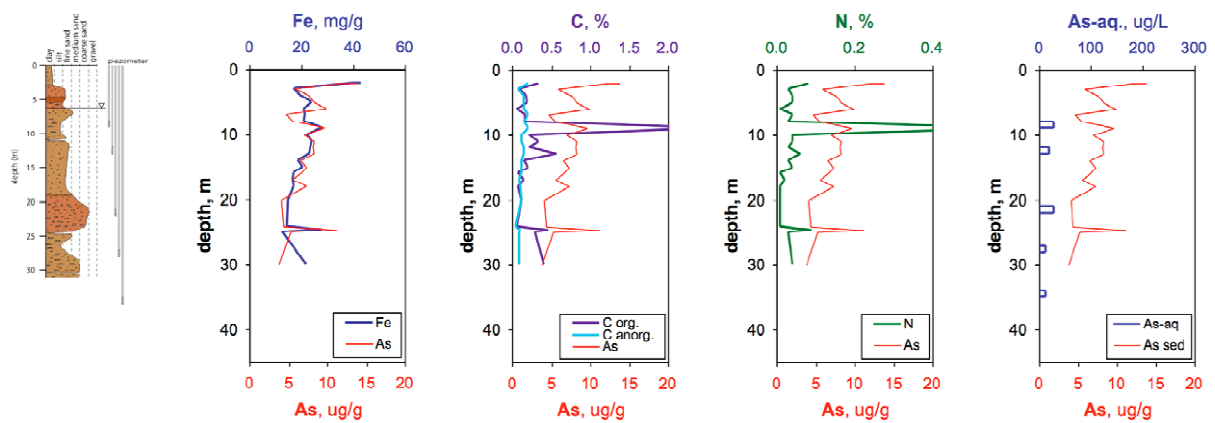 clay
silt
fine sand
medium sand
coarse sand
gravel
piezometer
depth (m)
0
5
10
15
20
25
30
Fe, mg/g
0 20 40 60
depth, m
0
10
20
30
40
Fe
As
0 5 10 15 20
As, ug/g
C, %
0.0 0.5 1.0 1.5 2.0
depth, m
0
10
20
30
40
C org.
C anorg.
As
0 5 10 15 20
As, ug/g
N, %
0 0.2 0.4
depth, m
0
10
20
30
40
N
As
0 5 10 15 20
As, ug/g
As-aq., ug/L
0 100 200 300
depth, m
0
10
20
30
40
As-aq
As sed
0 5 10 15 20
As, ug/g